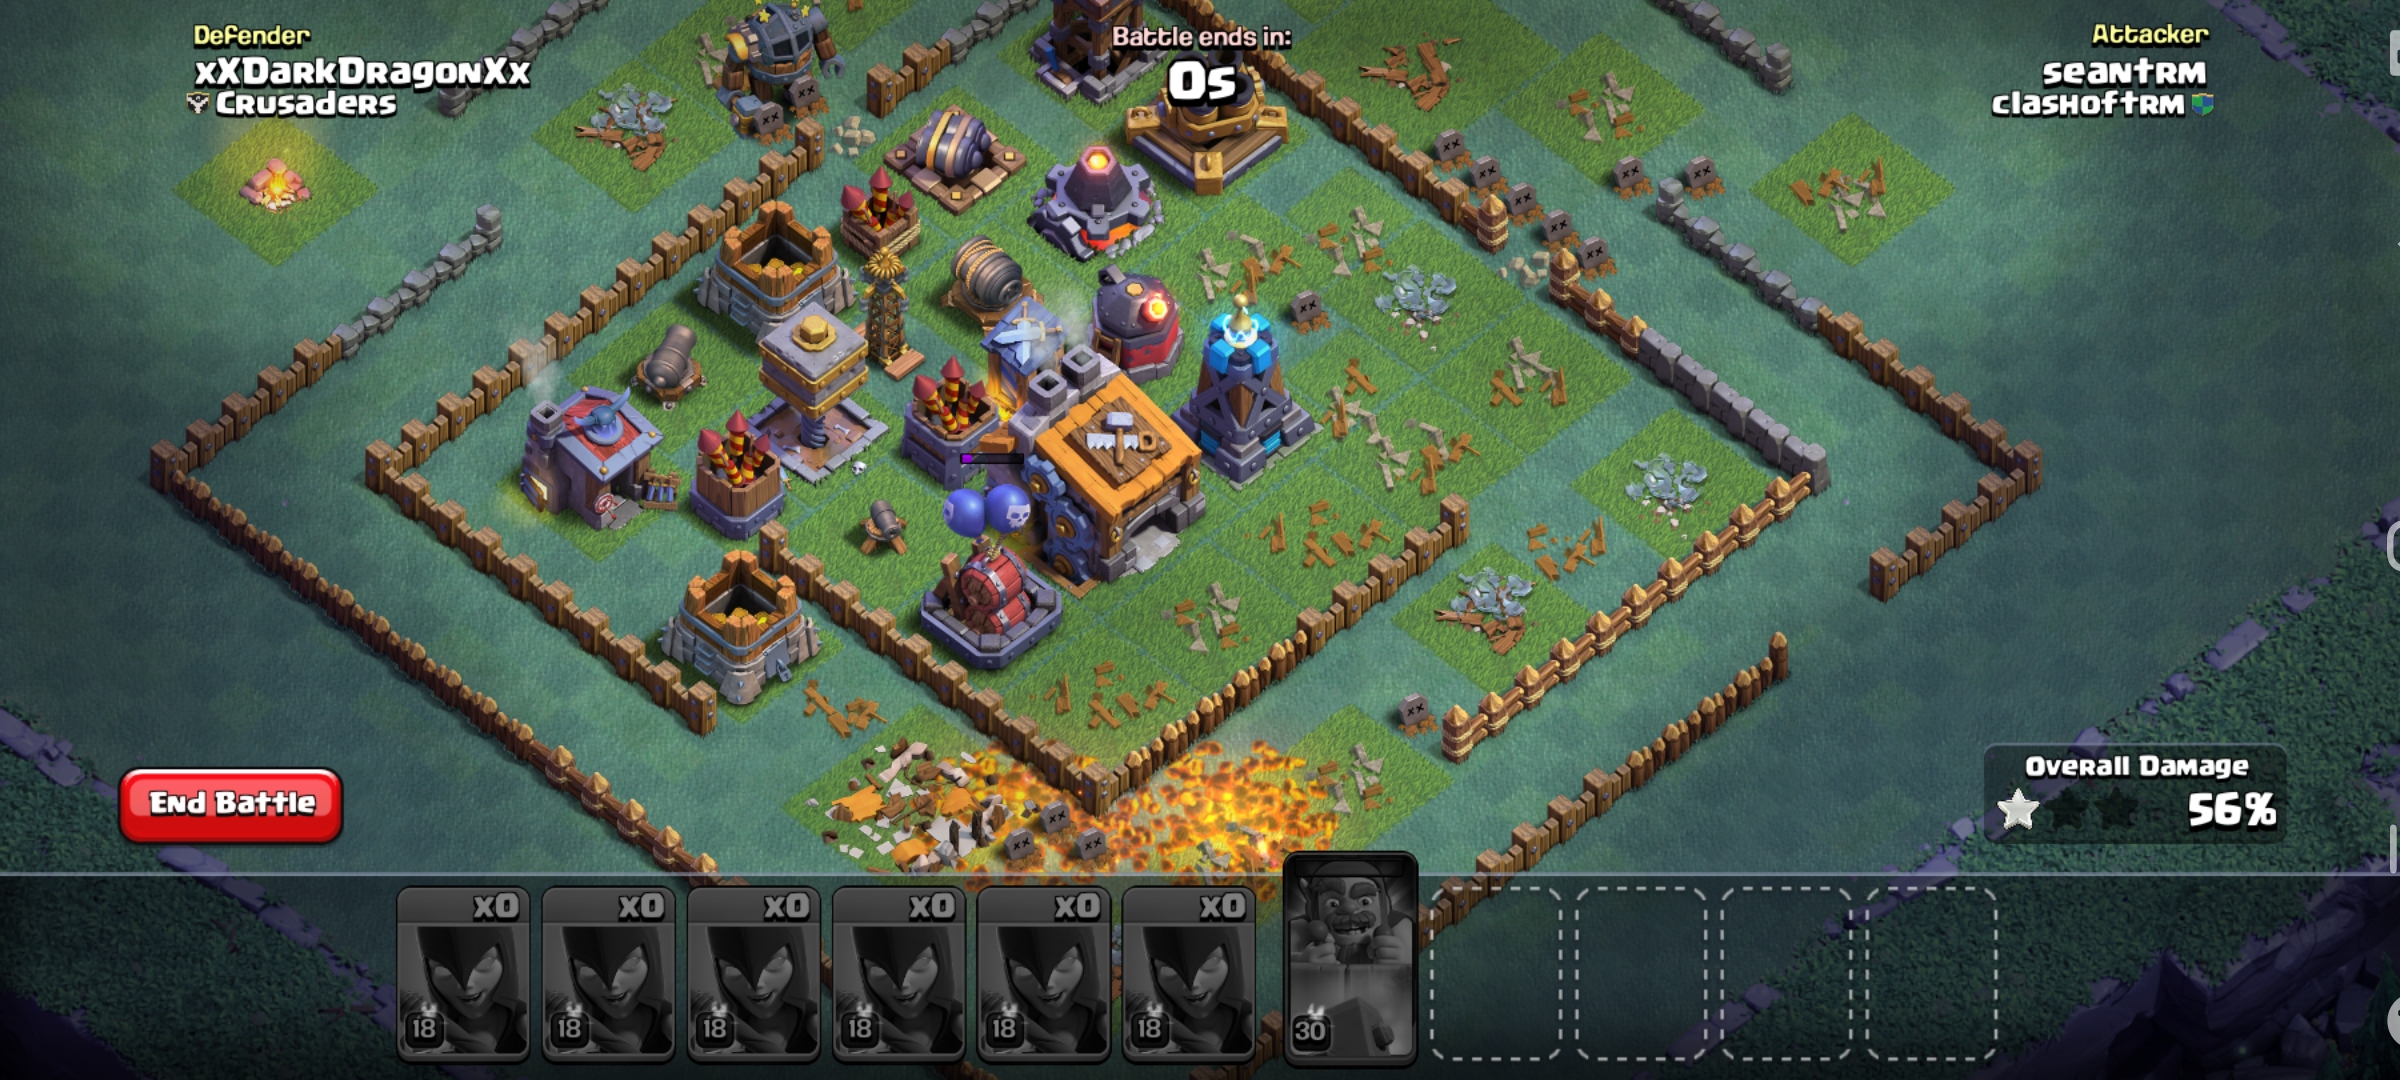 Defender
xXDarkDragonXx
Crusaders
Battle ends in:
0s
Attacker
seantRM
clashoftRM
End Battle
Overall Damage
56%
x0
x0
x0
x0
x0
x0
18
18
18
18
18
18
30